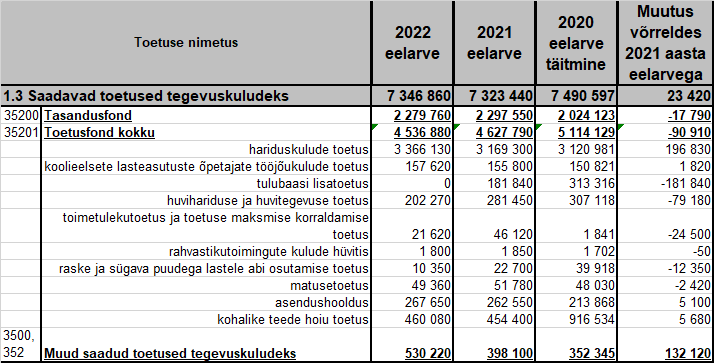 Toetuse nimetus 2022 eelarve 2021 eelarve 2020 eelarve täitmine Muutus võrreldes 2021 aasta eelarvega
1.3 Saadavad toetused tegevuskuludeks 7 346 860 7 323 440 7 490 597 23 420
35200 Tasandusfond 2 279 760 2 297 550 2 024 123 -17 790
35201 Toetusfond kokku 4 536 880 4 627 790 5 114 129 -90 910
hariduskulude toetus 3 366 130 3 169 300 3 120 981 196 830
koolieelsete lasteasutuste õpetajate tööjõukulude toetus 157 620 155 800 150 821 1 820
tulubaasi lisatoetus 0 181 840 313 316 -181 840
huvihariduse ja huvitegevuse toetus 202 270 281 450 307 118 -79 180
toimetulekutoetus ja toetuse maksmise korraldamise
toetus 21 620 46 120 1 841 -24 500
rahvastikutoimingute kulude hüvitis 1 800 1 850 1 702 -50
raske ja sügava puudega lastele abi osutamise toetus 10 350 22 700 39 918 -12 350
matusetoetus 49 360 51 780 48 030 -2 420
asendushooldus 267 650 262 550 213 868 5 100
kohalike teede hoiu toetus 460 080 454 400 916 534 5 680
3500,
352 Muud saadud toetused tegevuskuludeks 530 220 398 100 352 345 132 120